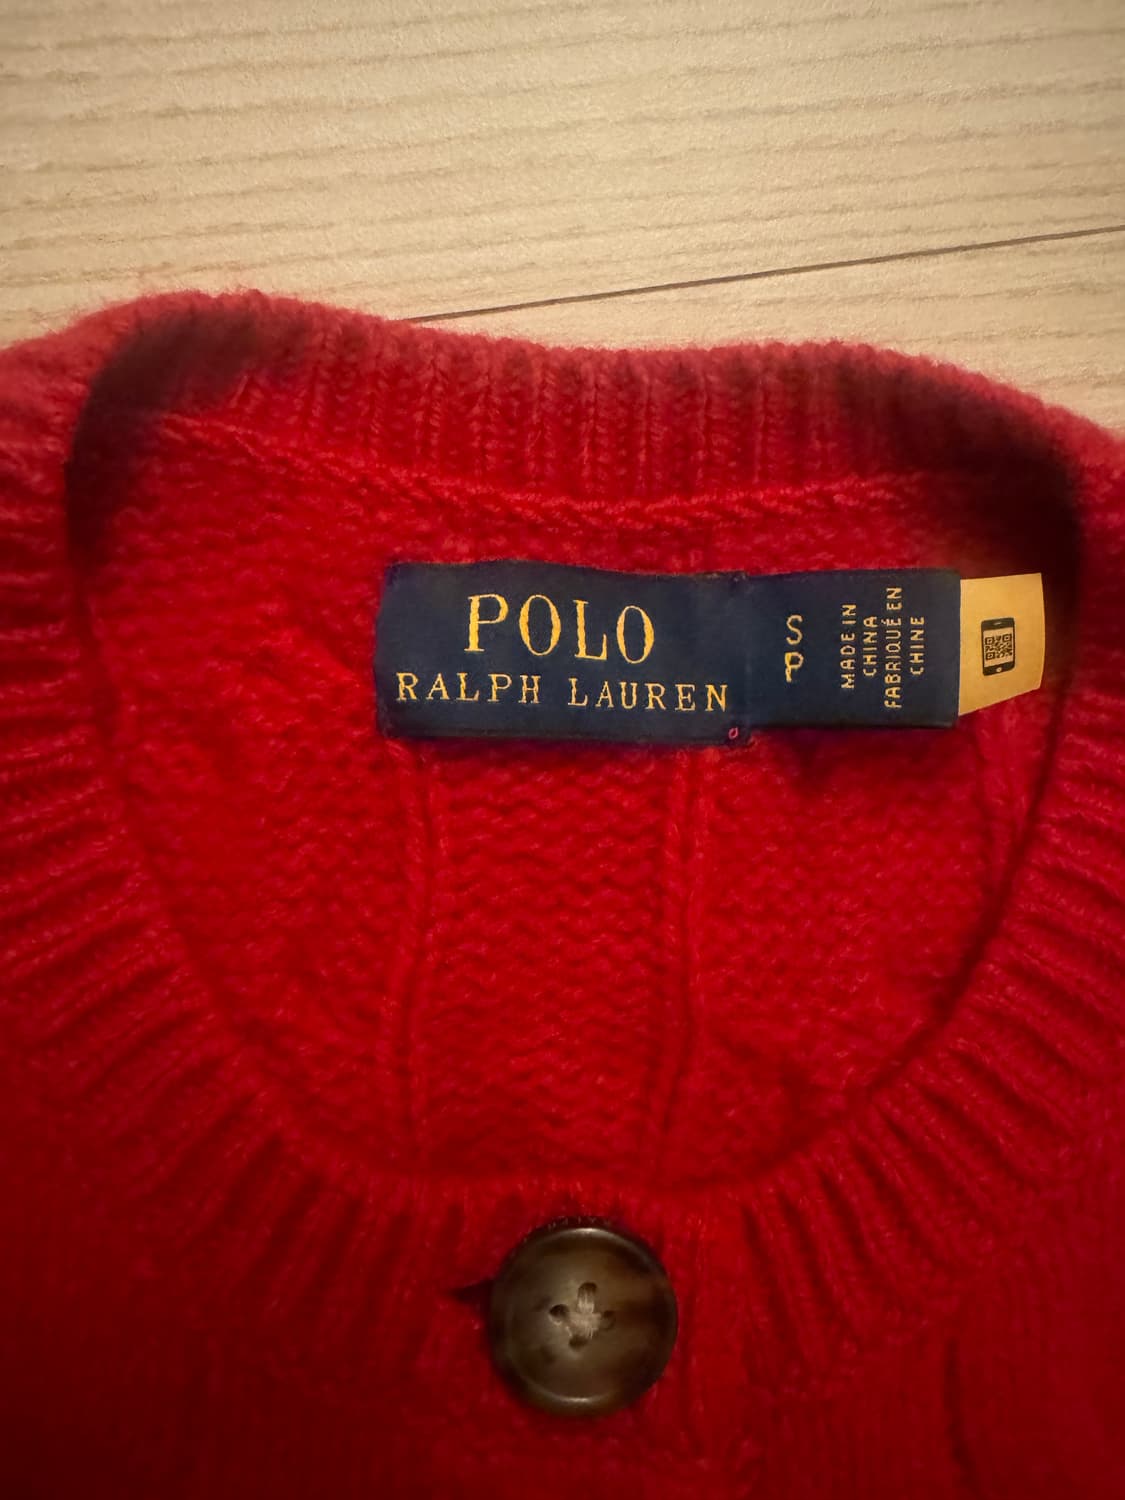 POLO
RALPH LAUREN
S
P
MADE IN
CHINA
FABRIQUÉ EN
CHINE